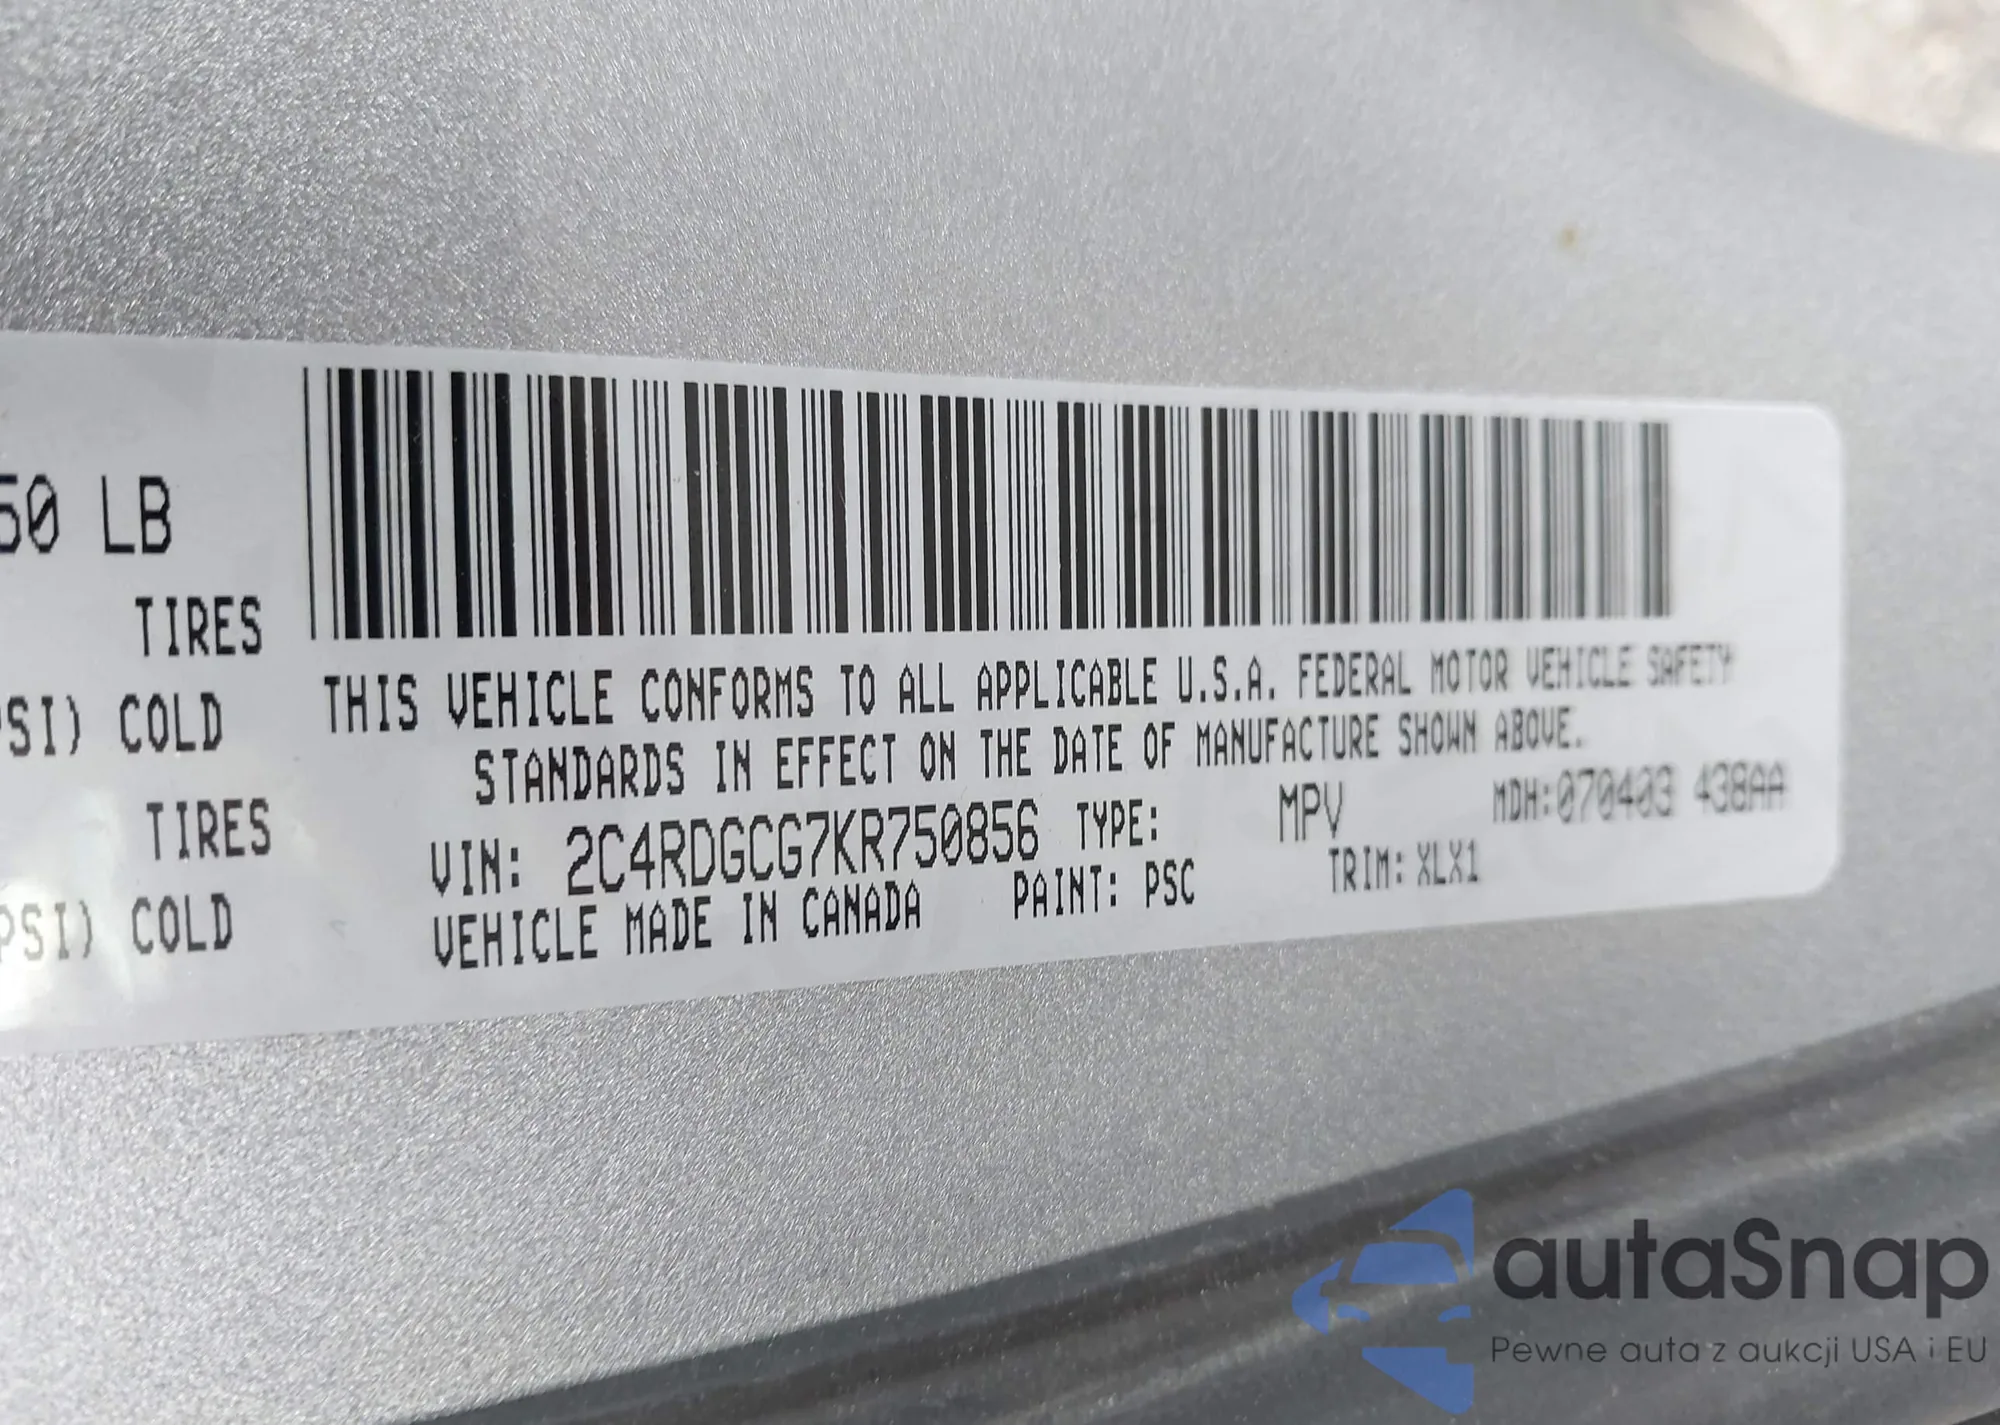 50 LB
TIRES
PSI) COLD
TIRES
PSI) COLD
THIS VEHICLE CONFORMS TO ALL APPLICABLE U.S.A. FEDERAL MOTOR VEHICLE SAFETY
STANDARDS IN EFFECT ON THE DATE OF MANUFACTURE SHOWN ABOVE.
VIN: 2C4RDGCG7KR750856 TYPE: MPV MDH:070403 438AA
VEHICLE MADE IN CANADA PAINT: PSC TRIM: XLX1
autaSnap
Pewne auta z aukcji USA i EU